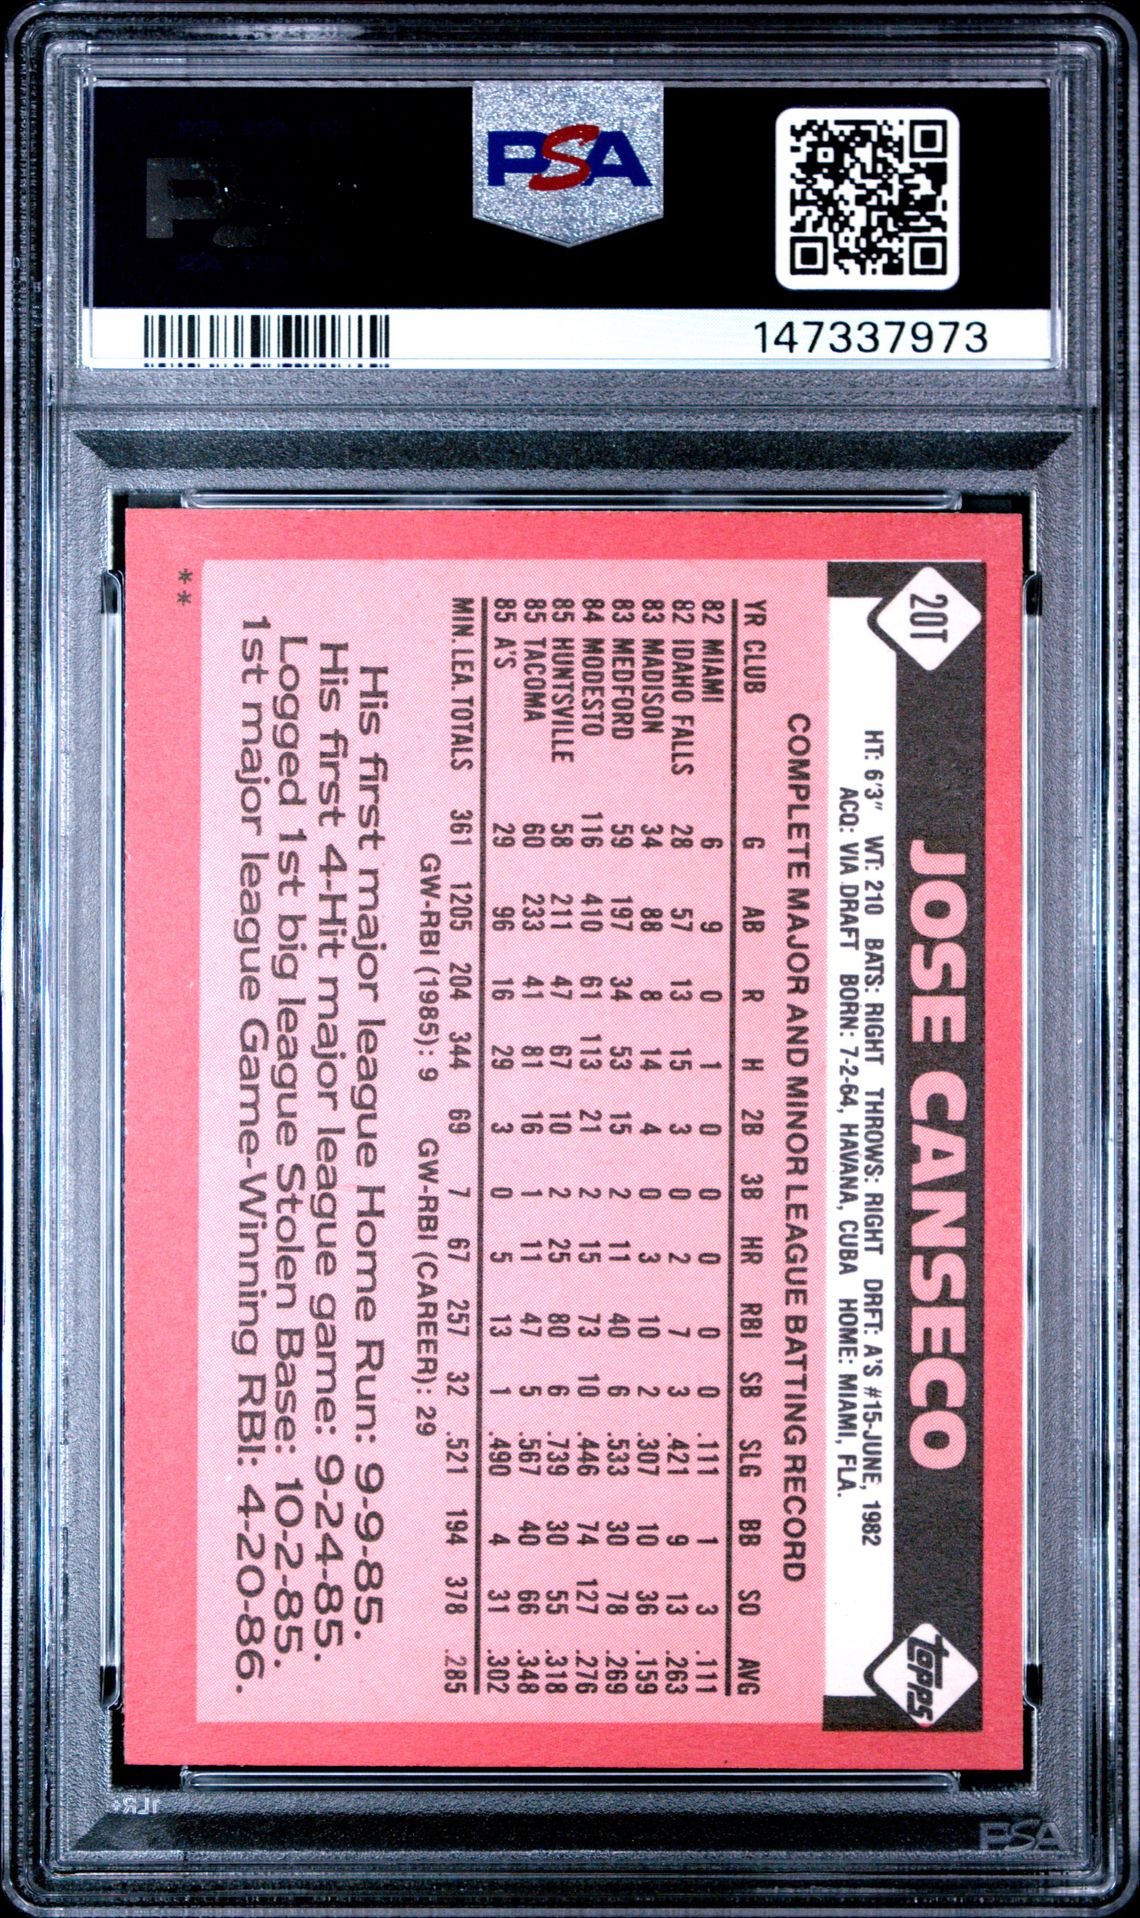 PSA
147337973
20T
JOSE CANSECO
topps
HT: 6'3" WT: 210 BATS: RIGHT THROWS: RIGHT DRFT: A'S #15-JUNE, 1982
ACQ: VIA DRAFT BORN: 7-2-64, HAVANA, CUBA HOME: MIAMI, FLA.
COMPLETE MAJOR AND MINOR LEAGUE BATTING RECORD
YR CLUB G AB R H 2B 3B HR RBI SB SLG BB SO AVG
82 MIAMI 6 9 0 1 0 0 0 0 0 .111 1 3 .111
82 IDAHO FALLS 28 57 13 15 3 0 2 7 3 .421 9 13 .263
83 MADISON 34 88 8 14 4 0 3 10 2 .307 10 36 .159
83 MEDFORD 59 197 34 53 15 2 11 40 6 .533 30 78 .269
84 MODESTO 116 410 61 113 21 2 15 73 10 .446 74 127 .276
85 HUNTSVILLE 58 211 47 67 10 2 25 80 6 .739 30 55 .318
85 TACOMA 60 233 41 81 16 1 11 47 5 .567 40 66 .348
85 A'S 29 96 16 29 3 0 5 13 1 .490 4 31 .302
MIN. LEA. TOTALS 361 1205 204 344 69 7 67 257 32 .521 194 378 .285
GW-RBI (1985): 9 GW-RBI (CAREER): 29
His first major league Home Run: 9-9-85.
His first 4-Hit major league game: 9-24-85.
Logged 1st big league Stolen Base: 10-2-85.
1st major league Game-Winning RBI: 4-20-86.
**
PSA